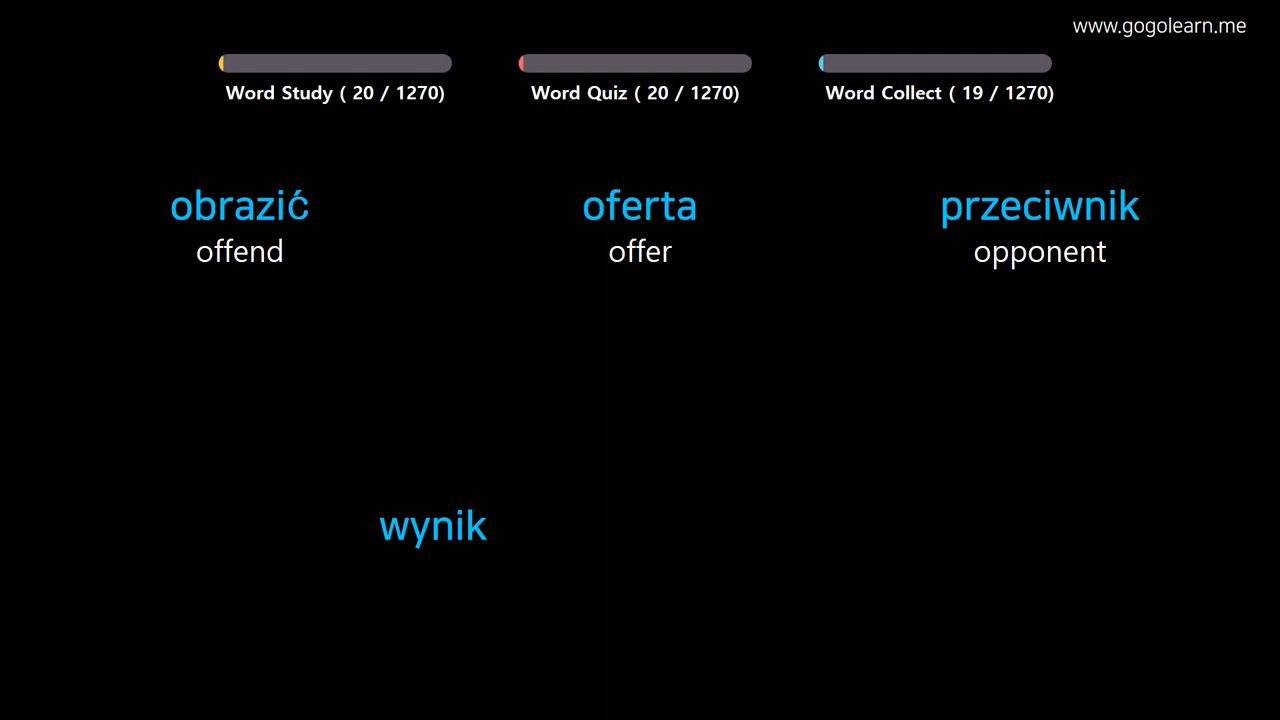 www.gogolearn.me
Word Study ( 20 / 1270)
Word Quiz ( 20 / 1270)
Word Collect ( 19 / 1270)
obrazić
offend
oferta
offer
przeciwnik
opponent
wynik